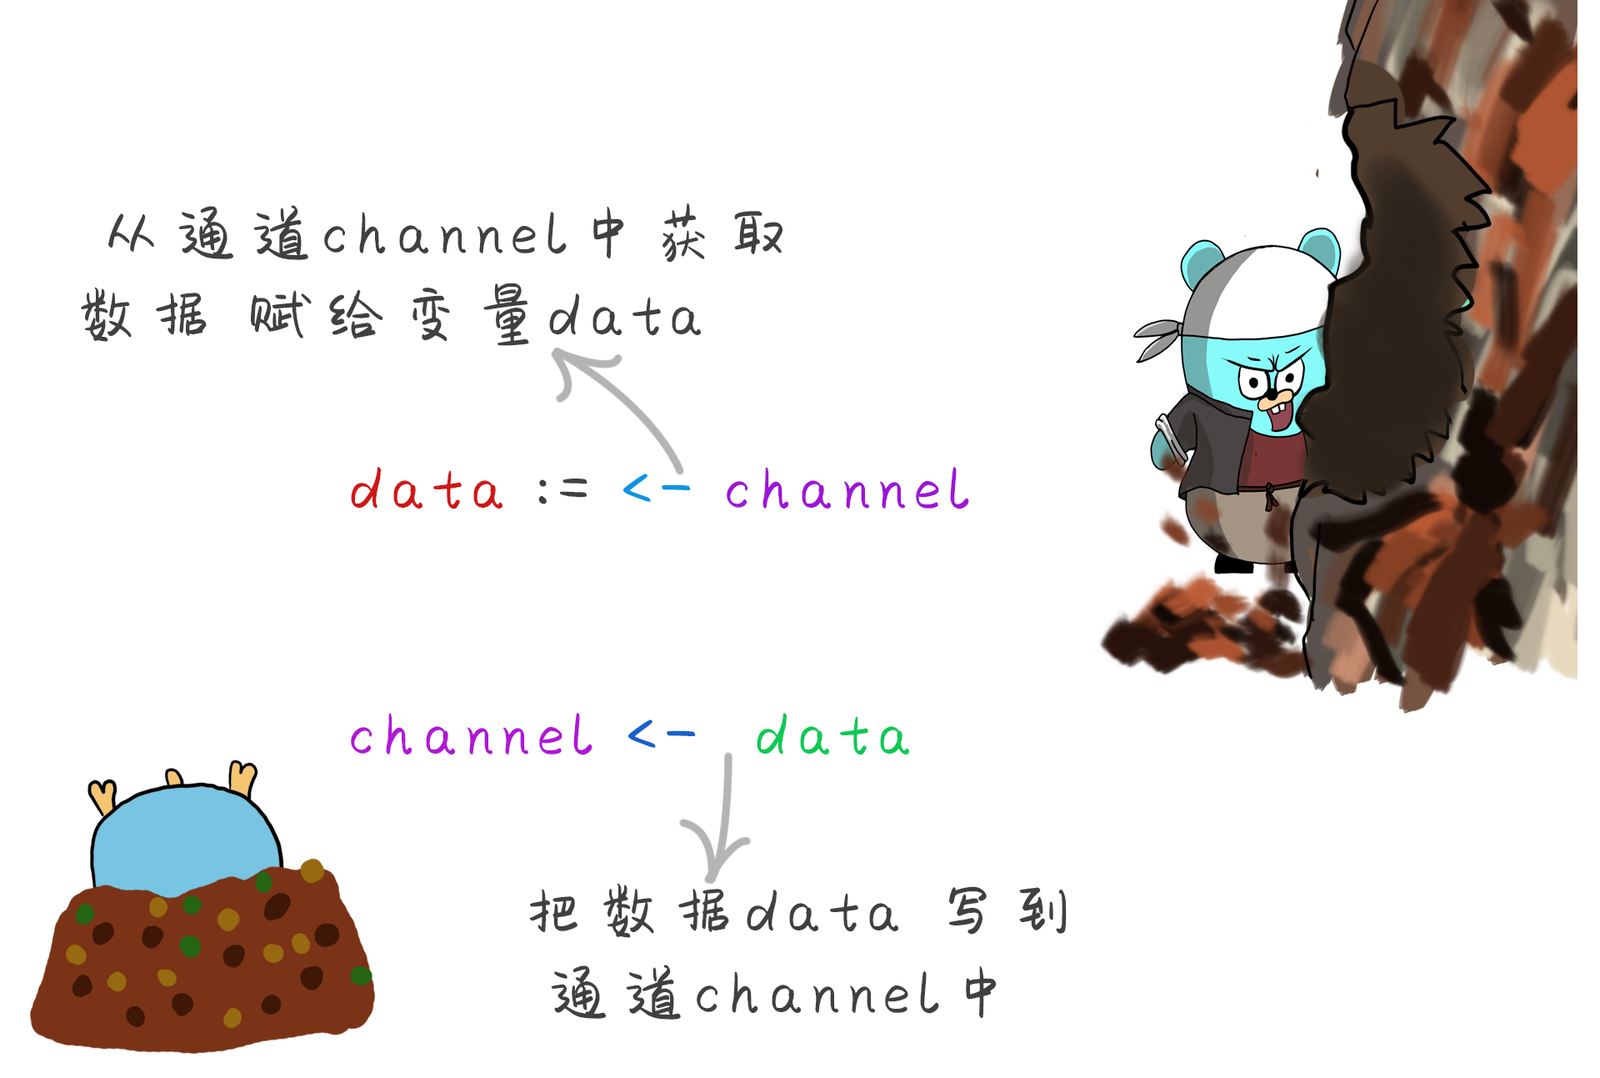 从通道channel中获取
数据 赋给变量data
data := <- channel
channel <- data
把数据data 写到
通道channel中